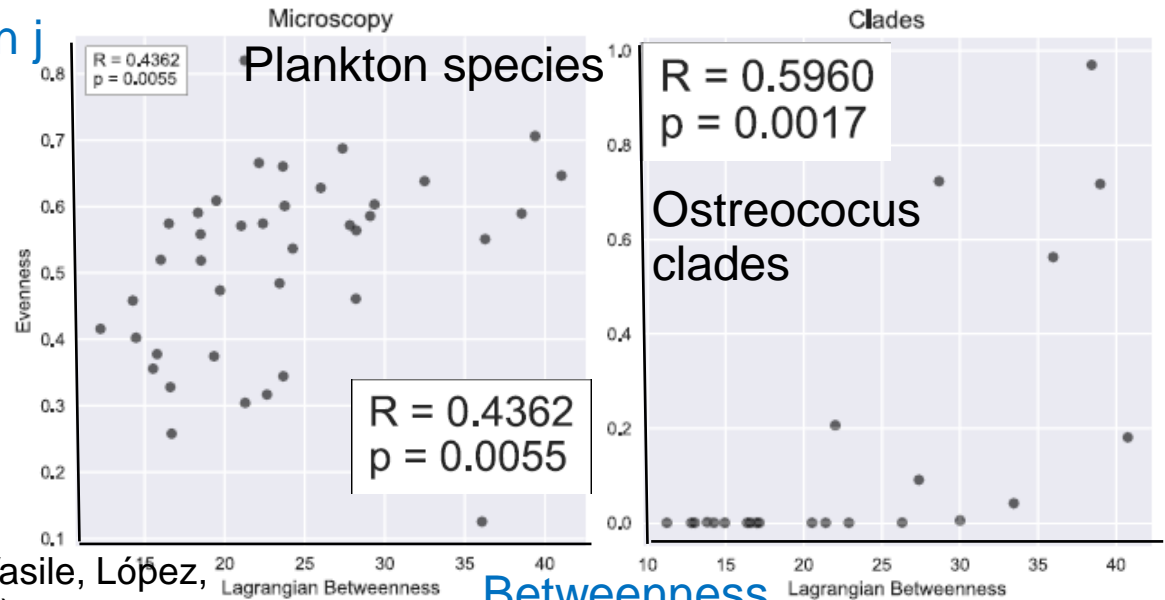 n j
Microscopy
Plankton species
R = 0.4362
p = 0.0055
0.8
0.7
0.6
0.5
0.4
0.3
0.2
0.1
Evenness
R = 0.4362
p = 0.0055
15 20 25 30 35 40
Lagrangian Betweenness
Clades
R = 0.5960
p = 0.0017
Ostreococus
clades
1.0
0.8
0.6
0.4
0.2
0.0
10 15 20 25 30 35 40
Lagrangian Betweenness
asile, López,
Betweenness